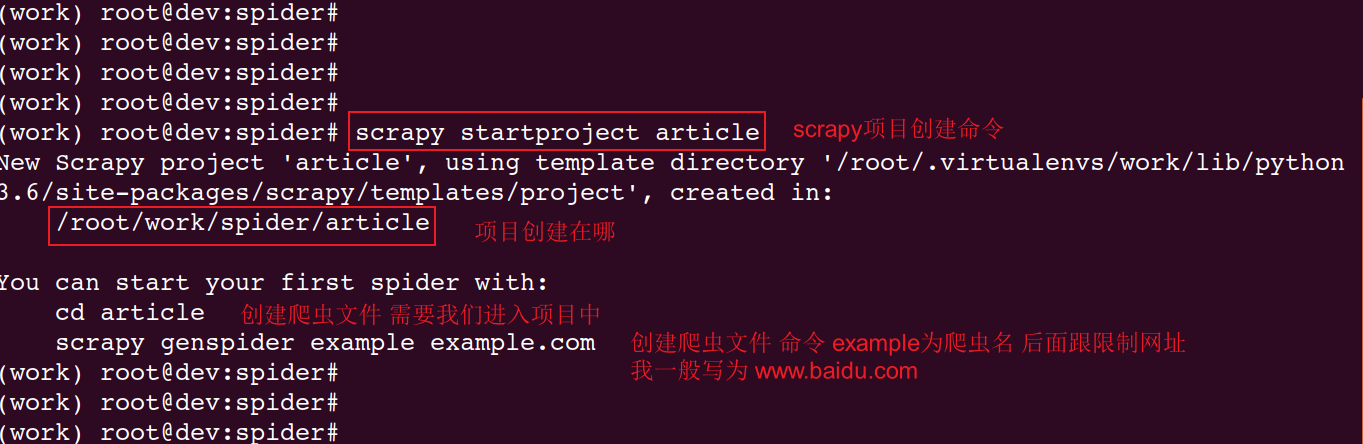 (work) root@dev:spider#
(work) root@dev:spider#
(work) root@dev:spider#
(work) root@dev:spider#
(work) root@dev:spider# scrapy startproject article scrapy项目创建命令
New Scrapy project 'article', using template directory '/root/.virtualenvs/work/lib/python
3.6/site-packages/scrapy/templates/project', created in:
/root/work/spider/article 项目创建在哪
You can start your first spider with:
cd article 创建爬虫文件 需要我们进入项目中
scrapy genspider example example.com 创建爬虫文件 命令 example为爬虫名 后面跟限制网址
(work) root@dev:spider# 我一般写为 www.baidu.com
(work) root@dev:spider#
(work) root@dev:spider#